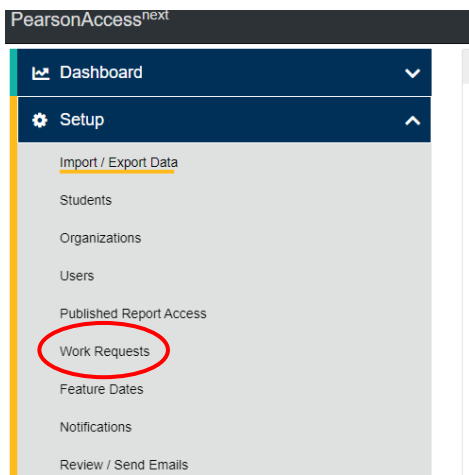 PearsonAccessnext
Dashboard
Setup
Import / Export Data
Students
Organizations
Users
Published Report Access
Work Requests
Feature Dates
Notifications
Review / Send Emails